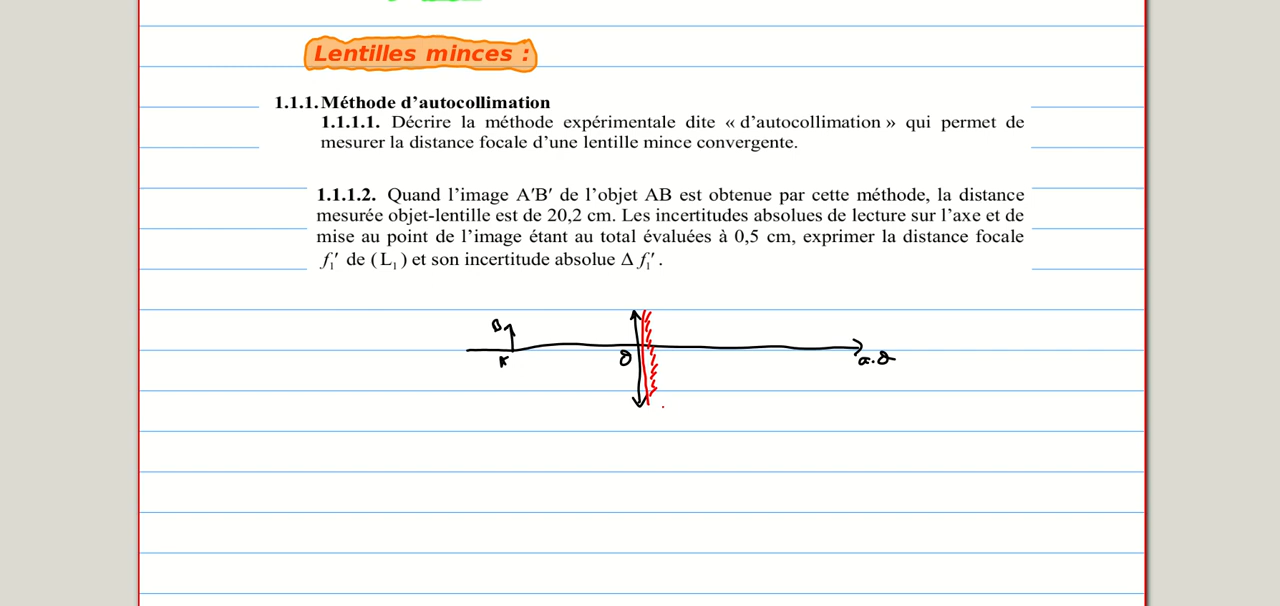 Lentilles minces :
1.1.1. Méthode d’autocollimation
1.1.1.1. Décrire la méthode expérimentale dite « d’autocollimation » qui permet de
mesurer la distance focale d’une lentille mince convergente.
1.1.1.2. Quand l’image A′B′ de l’objet AB est obtenue par cette méthode, la distance
mesurée objet-lentille est de 20,2 cm. Les incertitudes absolues de lecture sur l’axe et de
mise au point de l’image étant au total évaluées à 0,5 cm, exprimer la distance focale
f₁′ de (L₁) et son incertitude absolue Δ f₁′.
B
A O